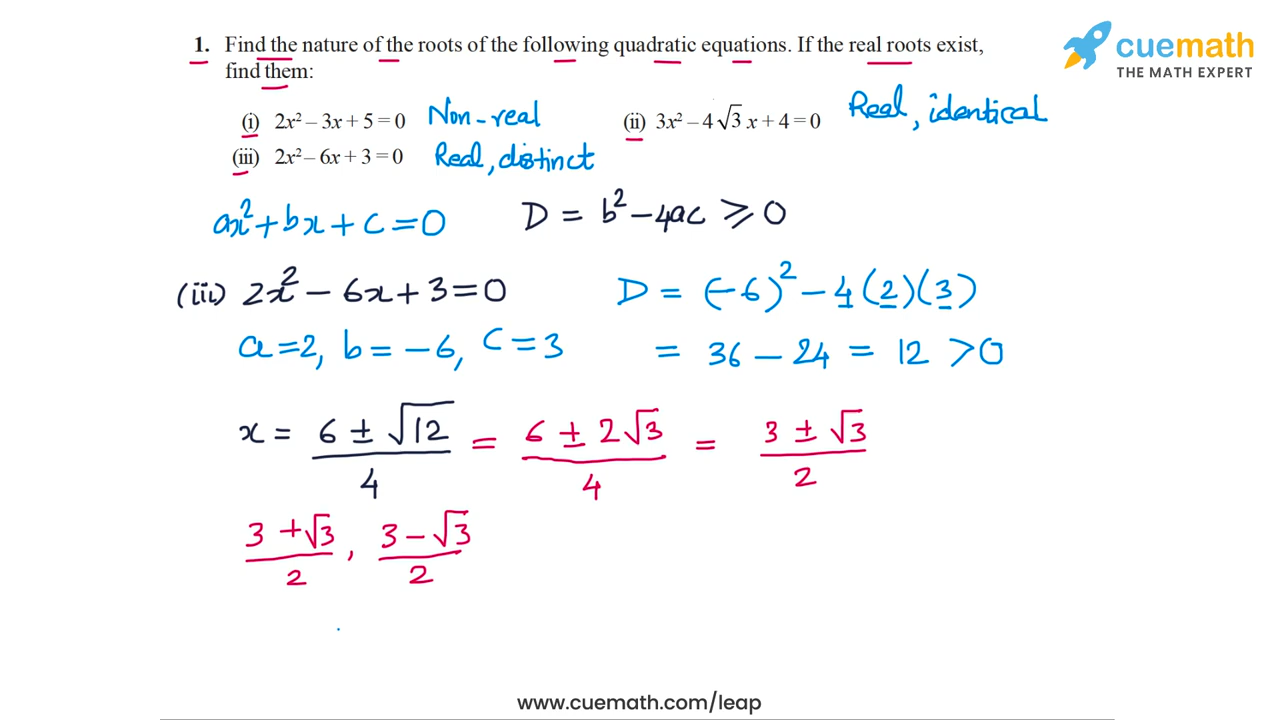 1. Find the nature of the roots of the following quadratic equations. If the real roots exist,
find them:
cuemath
THE MATH EXPERT
(i) 2x² – 3x + 5 = 0 Non-real (ii) 3x² – 4√3 x + 4 = 0 Real, identical
(iii) 2x² – 6x + 3 = 0 Real, distinct
ax² + bx + c = 0 D = b² – 4ac ⩾ 0
(iii) 2x² – 6x + 3 = 0 D = (–6)² – 4(2)(3)
a = 2, b = –6, c = 3 = 36 – 24 = 12 > 0
x = (6 ± √12)/4 = (6 ± 2√3)/4 = (3 ± √3)/2
(3 + √3)/2, (3 – √3)/2
www.cuemath.com/leap